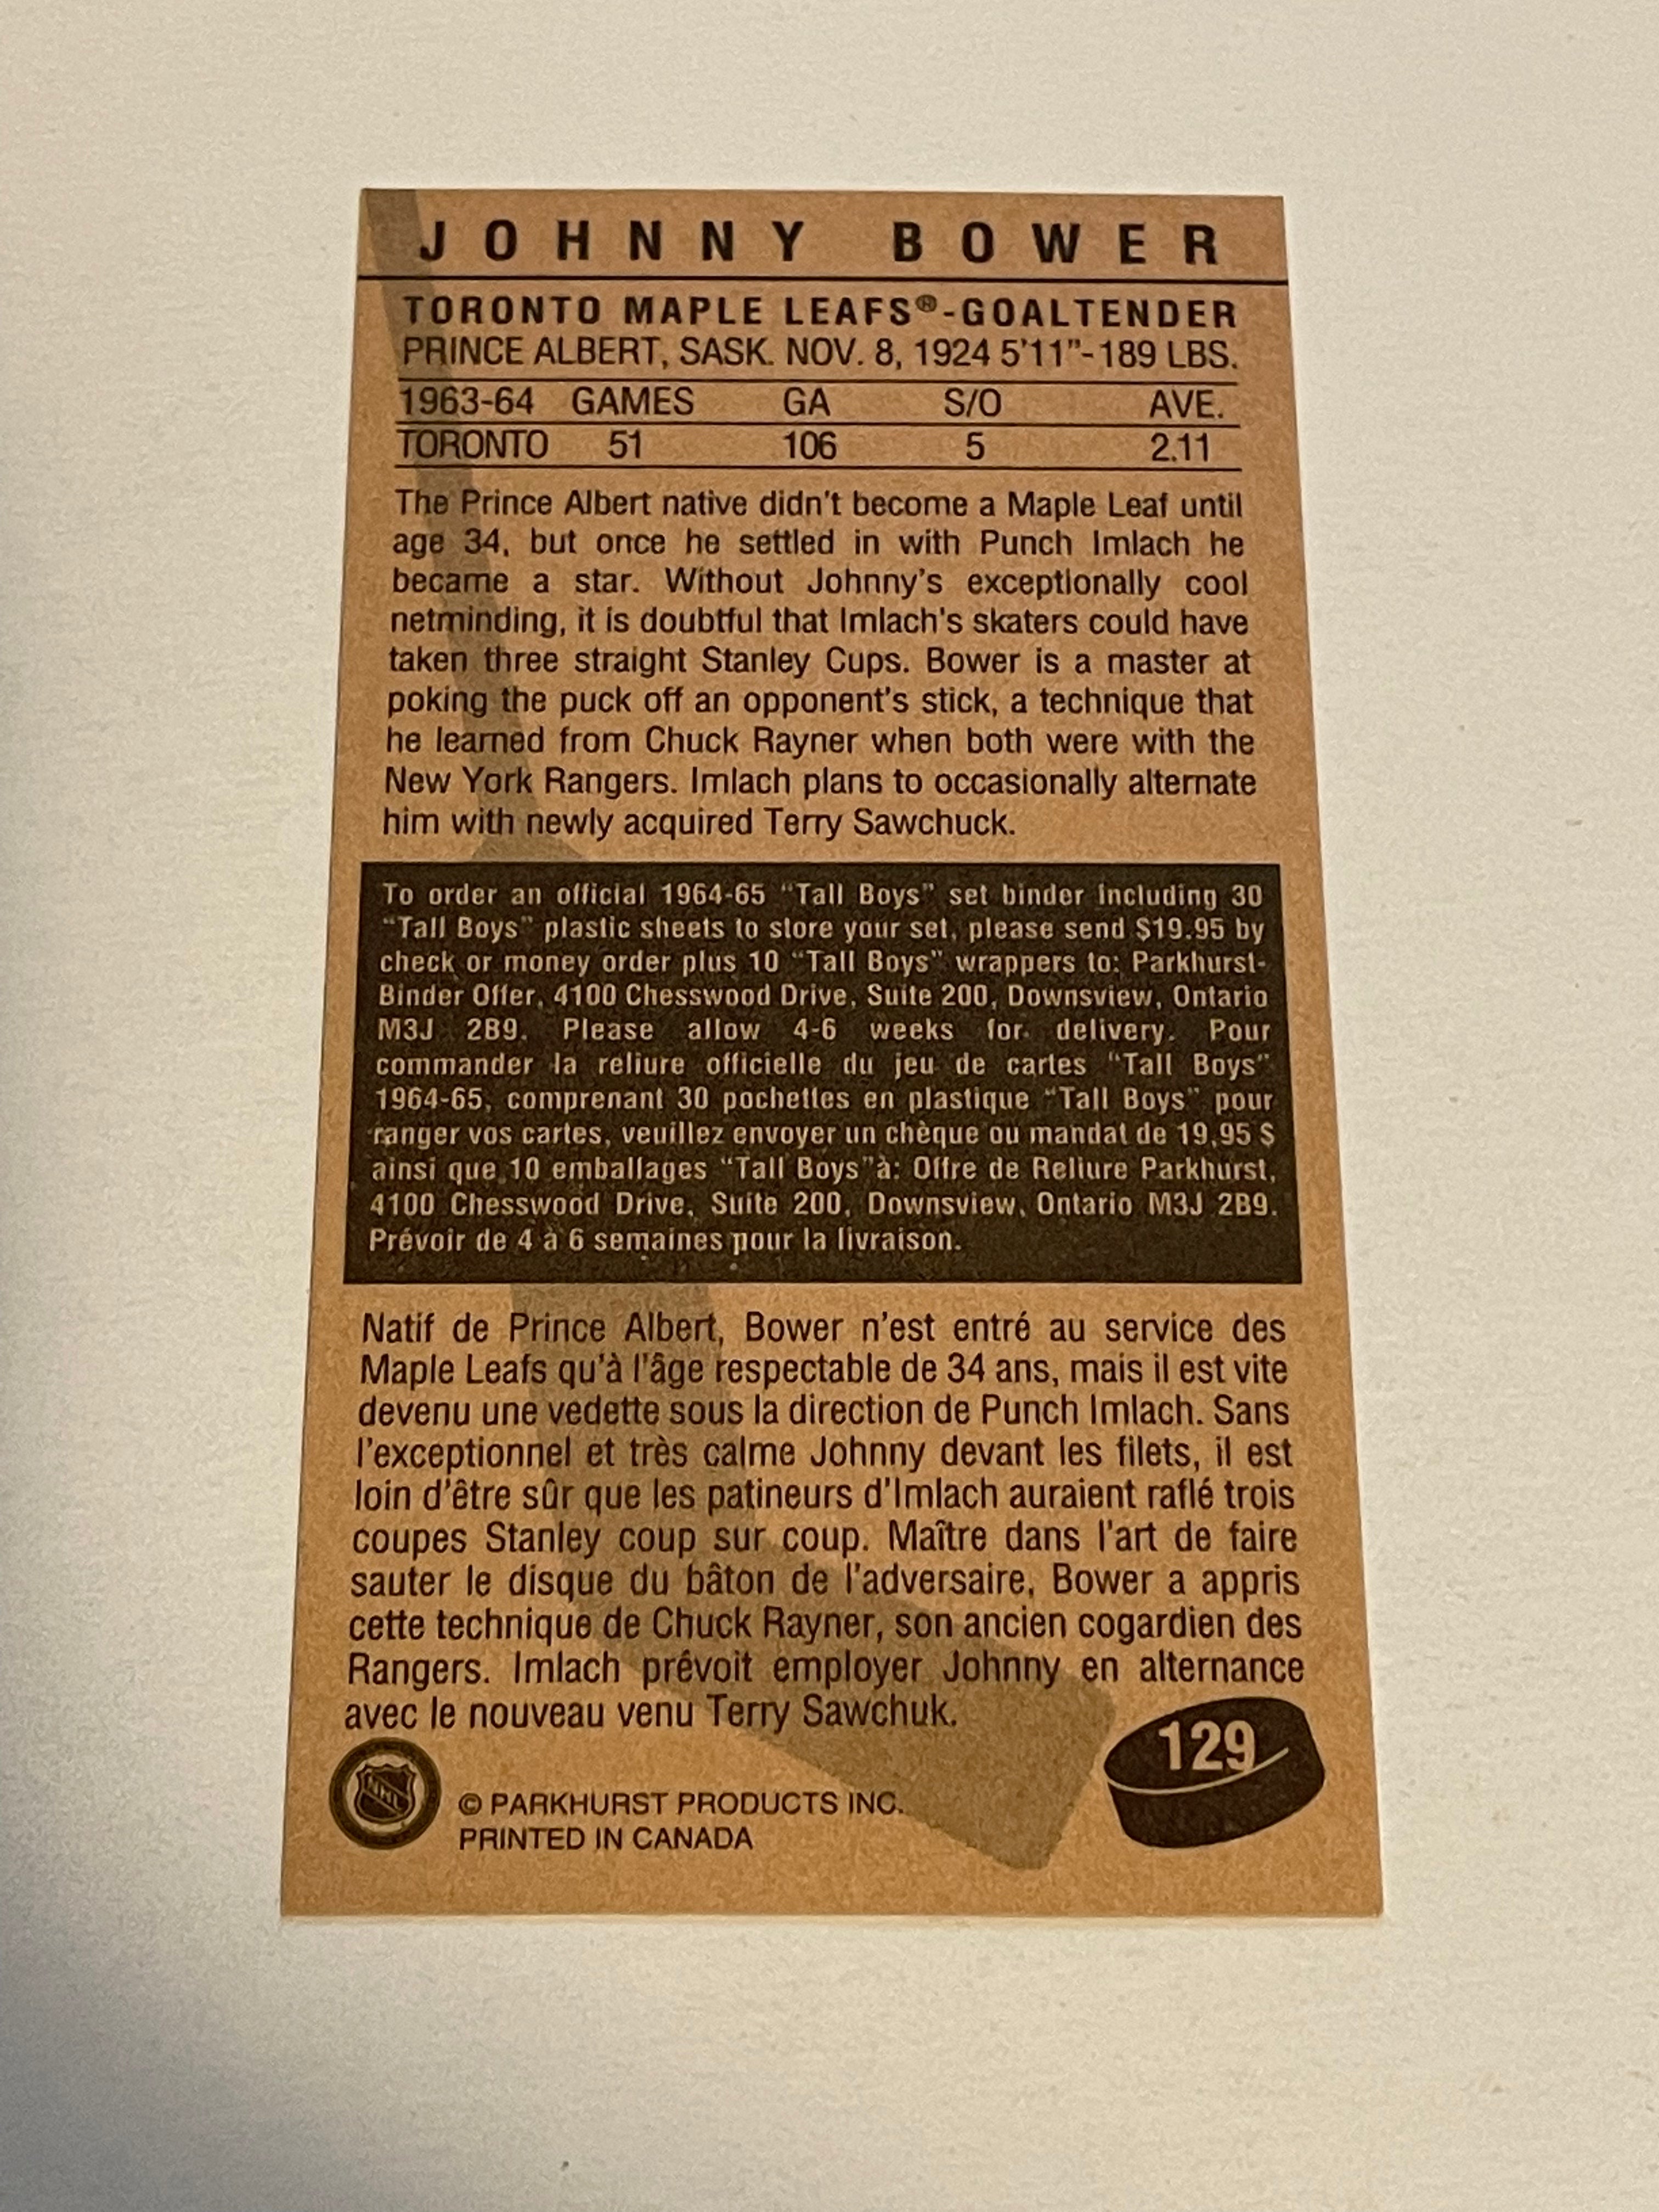 JOHNNY BOWER
TORONTO MAPLE LEAFS®-GOALTENDER
PRINCE ALBERT, SASK. NOV. 8, 1924 5'11"-189 LBS.
1963-64 GAMES GA S/O AVE.
TORONTO 51 106 5 2.11
The Prince Albert native didn't become a Maple Leaf until
age 34, but once he settled in with Punch Imlach he
became a star. Without Johnny's exceptionally cool
netminding, it is doubtful that Imlach's skaters could have
taken three straight Stanley Cups. Bower is a master at
poking the puck off an opponent's stick, a technique that
he learned from Chuck Rayner when both were with the
New York Rangers. Imlach plans to occasionally alternate
him with newly acquired Terry Sawchuck.
To order an official 1964-65 "Tall Boys" set binder including 30
"Tall Boys" plastic sheets to store your set, please send $19.95 by
check or money order plus 10 "Tall Boys" wrappers to: Parkhurst-
Binder Offer, 4100 Chesswood Drive, Suite 200, Downsview, Ontario
M3J 2B9. Please allow 4-6 weeks for delivery. Pour
commander la reliure officielle du jeu de cartes "Tall Boys"
1964-65, comprenant 30 pochettes en plastique "Tall Boys" pour
ranger vos cartes, veuillez envoyer un chèque ou mandat de 19,95 $
ainsi que 10 emballages "Tall Boys"à: Offre de Reliure Parkhurst,
4100 Chesswood Drive, Suite 200, Downsview, Ontario M3J 2B9.
Prévoir de 4 à 6 semaines pour la livraison.
Natif de Prince Albert, Bower n'est entré au service des
Maple Leafs qu'à l'âge respectable de 34 ans, mais il est vite
devenu une vedette sous la direction de Punch Imlach. Sans
l'exceptionnel et très calme Johnny devant les filets, il est
loin d'être sûr que les patineurs d'Imlach auraient raflé trois
coupes Stanley coup sur coup. Maître dans l'art de faire
sauter le disque du bâton de l'adversaire, Bower a appris
cette technique de Chuck Rayner, son ancien cogardien des
Rangers. Imlach prévoit employer Johnny en alternance
avec le nouveau venu Terry Sawchuk.
129
NHL
© PARKHURST PRODUCTS INC.
PRINTED IN CANADA